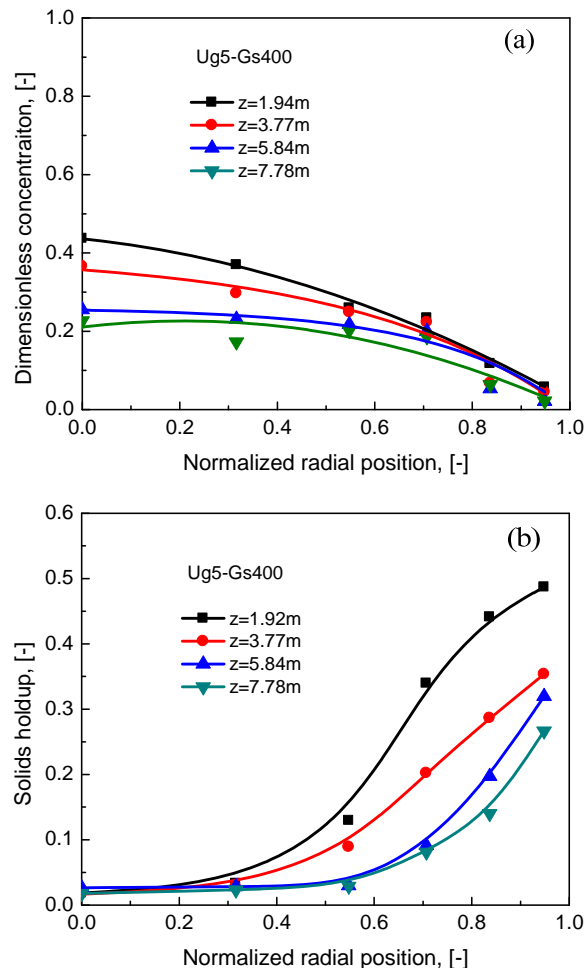 (a)
Ug5-Gs400
z=1.94m
z=3.77m
z=5.84m
z=7.78m
Dimensionless concentraiton, [-]
1.0
0.8
0.6
0.4
0.2
0.0
0.0 0.2 0.4 0.6 0.8 1.0
Normalized radial position, [-]
(b)
Ug5-Gs400
z=1.92m
z=3.77m
z=5.84m
z=7.78m
Solids holdup, [-]
0.6
0.5
0.4
0.3
0.2
0.1
0.0
0.0 0.2 0.4 0.6 0.8 1.0
Normalized radial position, [-]